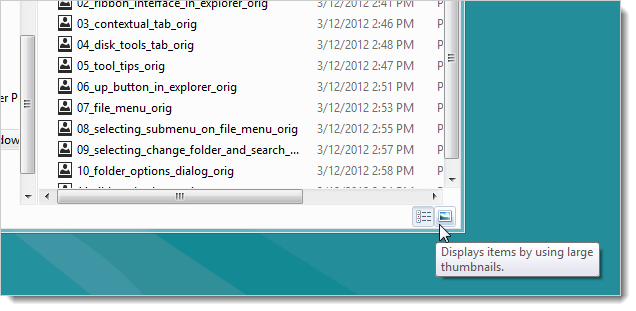 02_ribbon_interface_in_explorer_orig 3/12/2012 2:41 PM P
03_contextual_tab_orig 3/12/2012 2:46 PM P
04_disk_tools_tab_orig 3/12/2012 2:44 PM P
05_tool_tips_orig 3/12/2012 2:47 PM P
06_up_button_in_explorer_orig 3/12/2012 2:51 PM P
er P
07_file_menu_orig 3/12/2012 2:53 PM P
08_selecting_submenu_on_file_menu_orig 3/12/2012 2:55 PM P
dow
09_selecting_change_folder_and_search_... 3/12/2012 2:57 PM P
10_folder_options_dialog_orig 3/12/2012 2:58 PM P
Displays items by using large
thumbnails.